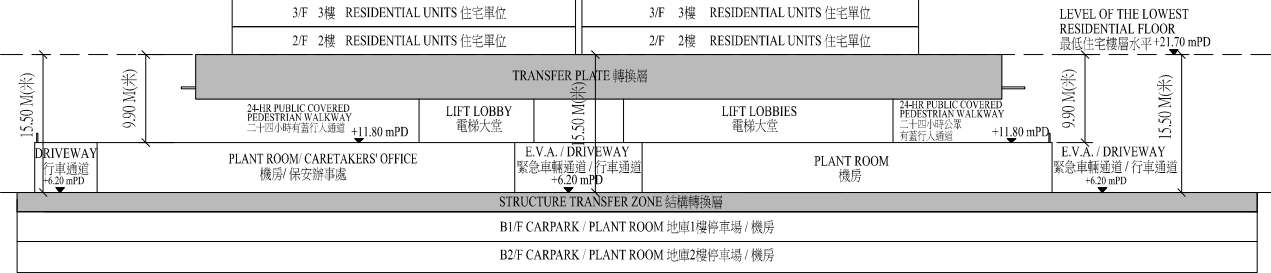 3/F 3樓 RESIDENTIAL UNITS 住宅單位
3/F 3樓 RESIDENTIAL UNITS 住宅單位
2/F 2樓 RESIDENTIAL UNITS 住宅單位
2/F 2樓 RESIDENTIAL UNITS 住宅單位
LEVEL OF THE LOWEST
RESIDENTIAL FLOOR
最低住宅樓層水平 +21.70 mPD
TRANSFER PLATE 轉換層
15.50 M(米)
9.90 M(米)
15.50 M(米)
9.90 M(米)
15.50 M(米)
24-HR PUBLIC COVERED
PEDESTRIAN WALKWAY
二十四小時有蓋行人通道
+11.80 mPD
LIFT LOBBY
電梯大堂
LIFT LOBBIES
電梯大堂
24-HR PUBLIC COVERED
PEDESTRIAN WALKWAY
二十四小時公眾
有蓋行人通道
+11.80 mPD
DRIVEWAY
行車通道
+6.20 mPD
PLANT ROOM/ CARETAKERS' OFFICE
機房/ 保安辦事處
E.V.A. / DRIVEWAY
緊急車輛通道 / 行車通道
+6.20 mPD
PLANT ROOM
機房
E.V.A. / DRIVEWAY
緊急車輛通道 / 行車通道
+6.20 mPD
STRUCTURE TRANSFER ZONE 結構轉換層
B1/F CARPARK / PLANT ROOM 地庫1樓停車場 / 機房
B2/F CARPARK / PLANT ROOM 地庫2樓停車場 / 機房